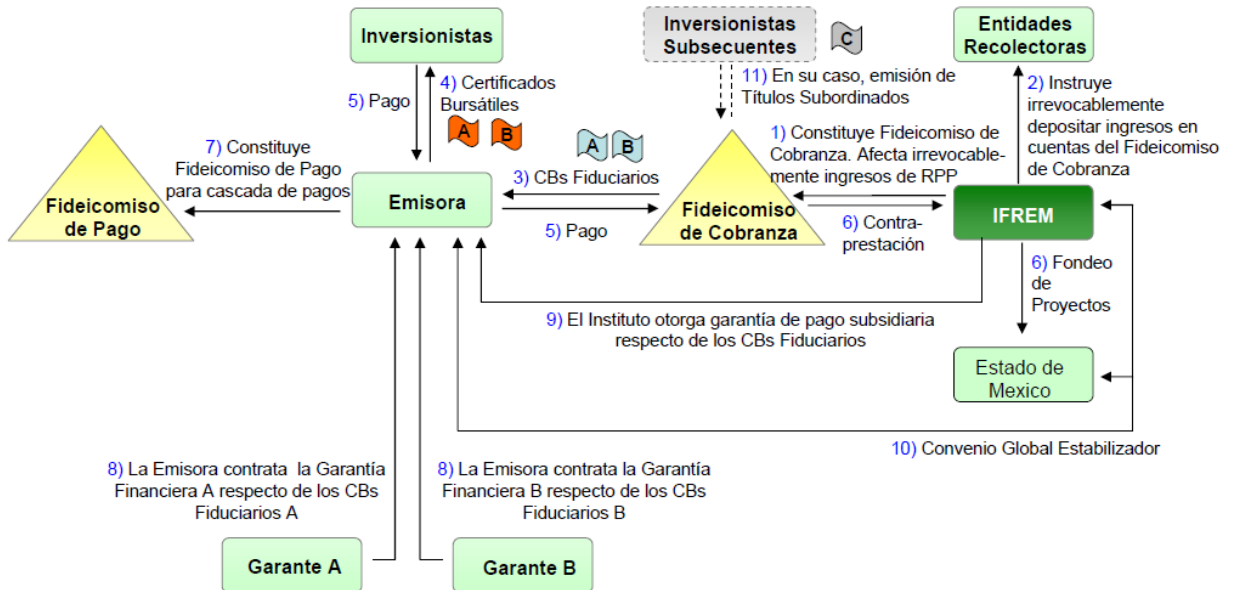 Inversionistas
Inversionistas
Subsecuentes
C
Entidades
Recolectoras
4) Certificados
Bursátiles
A B
5) Pago
11) En su caso, emisión de
Títulos Subordinados
2) Instruye
irrevocablemente
depositar ingresos en
cuentas del Fideicomiso
de Cobranza
7) Constituye
Fideicomiso de Pago
para cascada de pagos
A B
1) Constituye Fideicomiso de
Cobranza. Afecta irrevocable-
mente ingresos de RPP
3) CBs Fiduciarios
Fideicomiso
de Pago
Emisora
Fideicomiso
de Cobranza
IFREM
5) Pago
6) Contra-
prestación
6) Fondeo
de
Proyectos
9) El Instituto otorga garantía de pago subsidiaria
respecto de los CBs Fiduciarios
Estado de
Mexico
10) Convenio Global Estabilizador
8) La Emisora contrata la Garantía
Financiera A respecto de los CBs
Fiduciarios A
8) La Emisora contrata la Garantía
Financiera B respecto de los CBs
Fiduciarios B
Garante A
Garante B